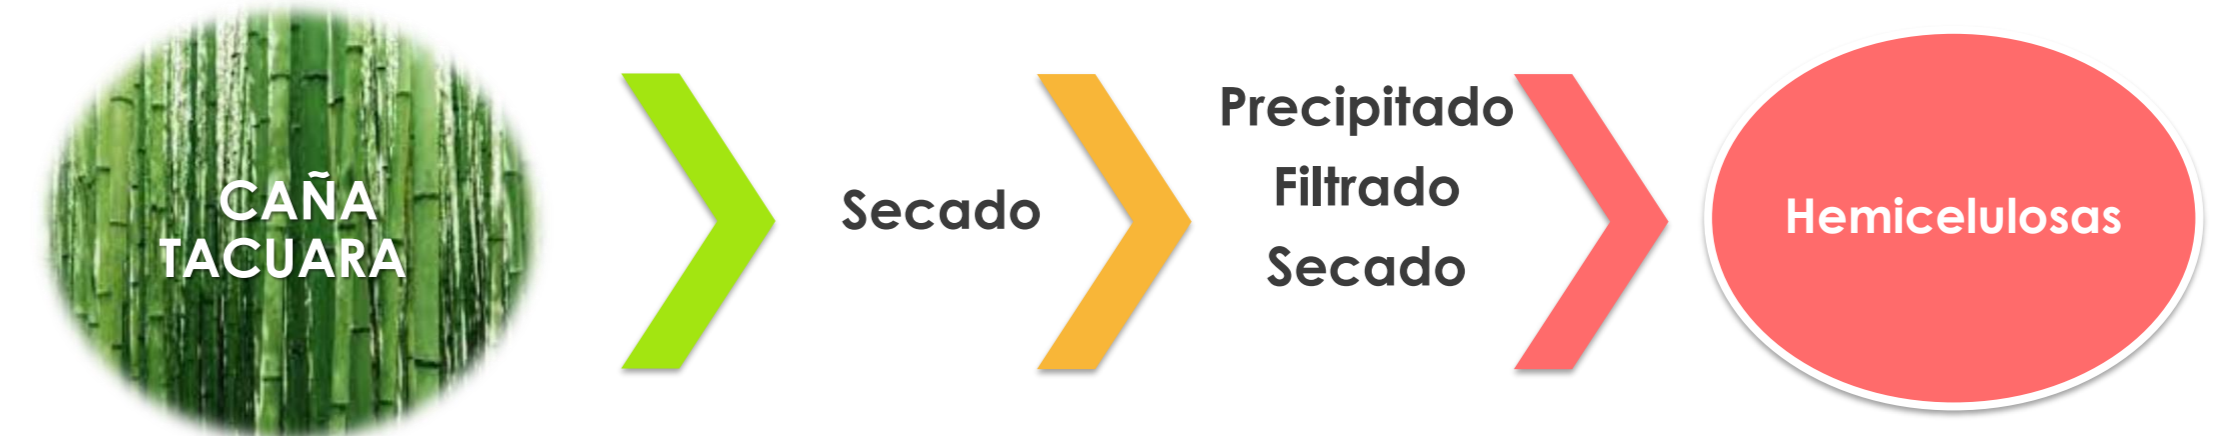 CAÑA
TACUARA
Secado
Precipitado
Filtrado
Secado
Hemicelulosas